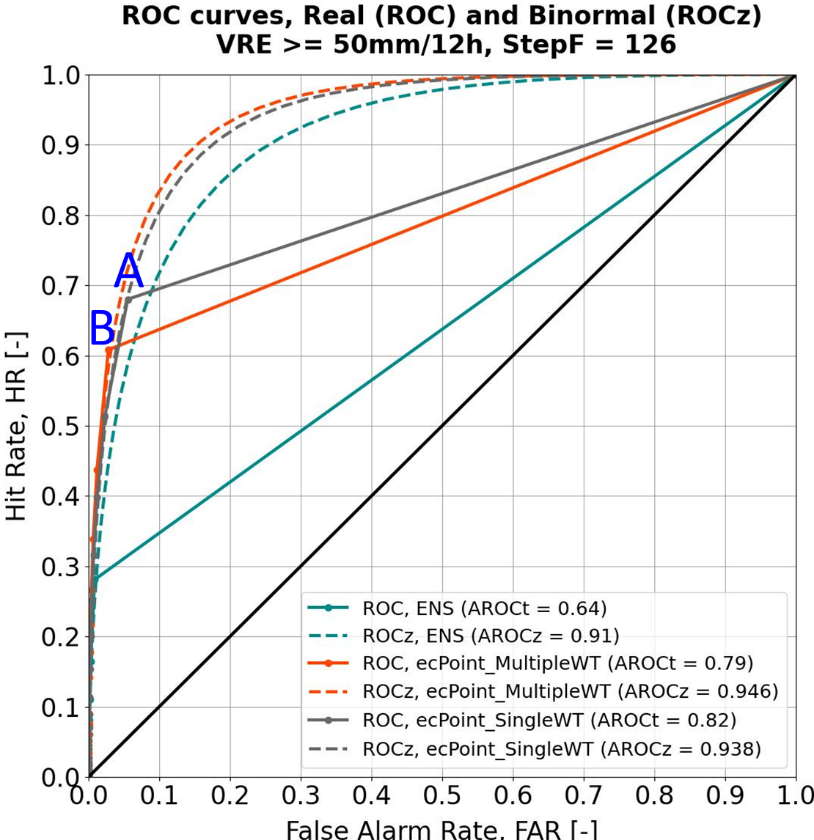 ROC curves, Real (ROC) and Binormal (ROCz)
VRE >= 50mm/12h, StepF = 126
1.0
0.9
0.8
0.7
0.6
0.5
0.4
0.3
0.2
0.1
0.0
Hit Rate, HR [-]
A
B
ROC, ENS (AROCt = 0.64)
ROCz, ENS (AROCz = 0.91)
ROC, ecPoint_MultipleWT (AROCt = 0.79)
ROCz, ecPoint_MultipleWT (AROCz = 0.946)
ROC, ecPoint_SingleWT (AROCt = 0.82)
ROCz, ecPoint_SingleWT (AROCz = 0.938)
0.0 0.1 0.2 0.3 0.4 0.5 0.6 0.7 0.8 0.9 1.0
False Alarm Rate, FAR [-]